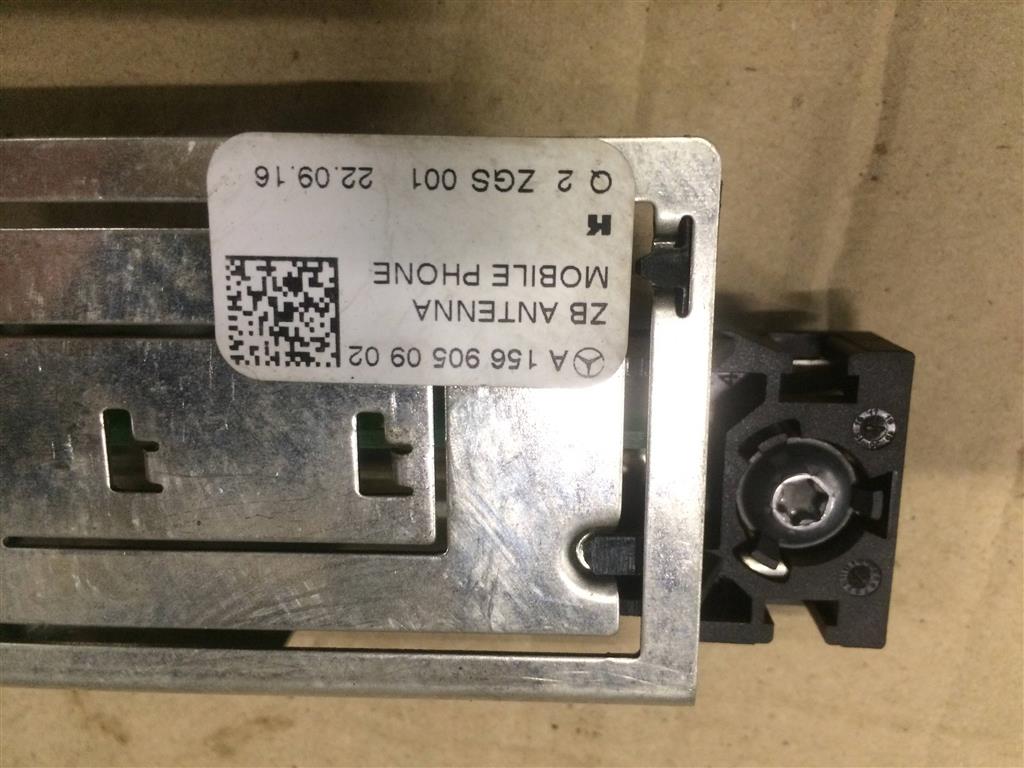 A 156 905 09 02
ZB ANTENNA
MOBILE PHONE
K
Q 2 ZGS 001 22.09.16